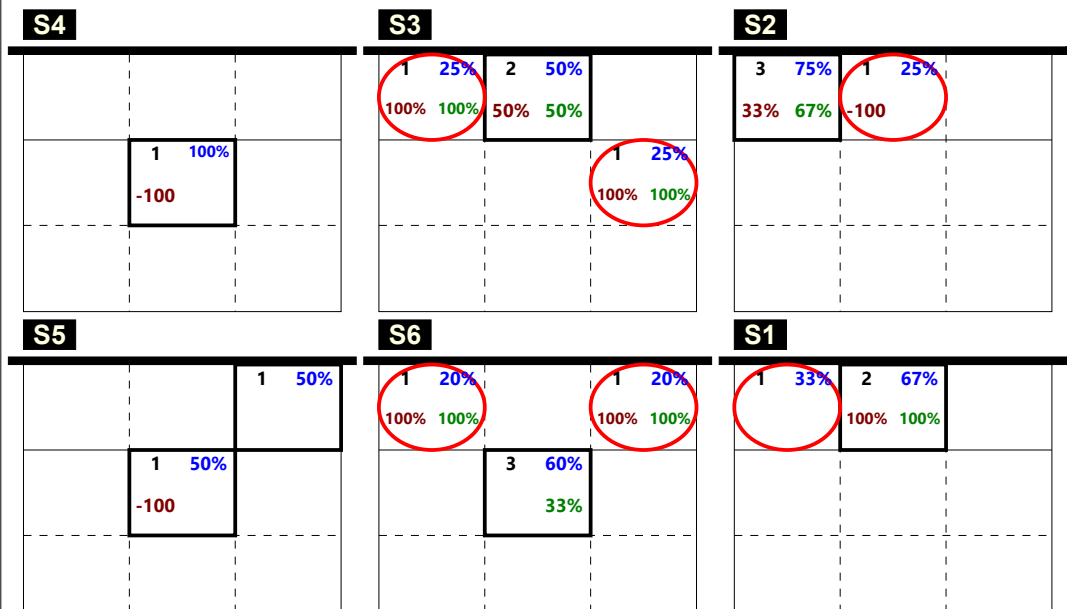 S4 S3 S2
1 25% 2 50% 3 75% 1 25%
100% 100% 50% 50% 33% 67% -100
1 100% 1 25%
-100 100% 100%
S5 S6 S1
1 50% 1 20% 1 20% 1 33% 2 67%
100% 100% 100% 100% 100% 100%
1 50% 3 60%
-100 33%